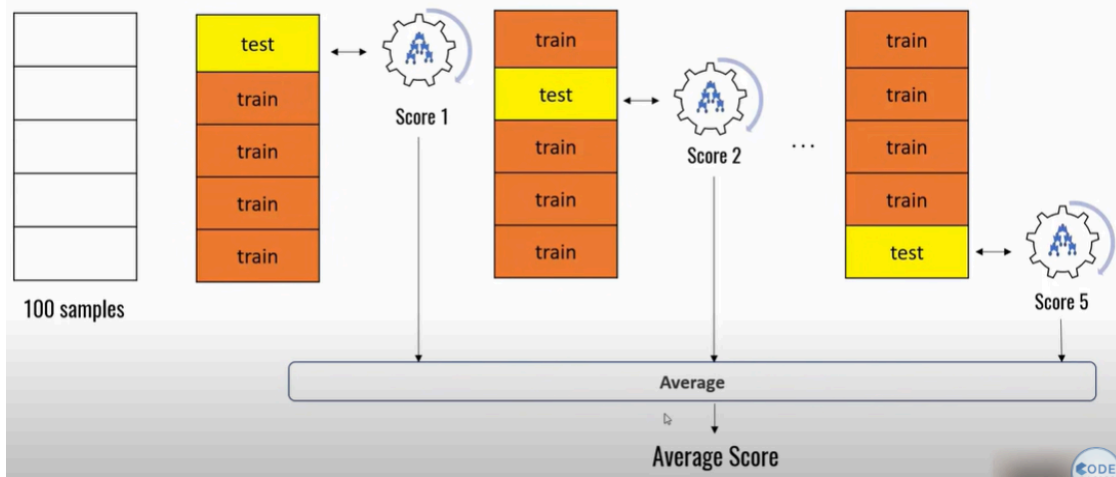 test
train
train
train
train
Score 1
train
test
train
train
train
Score 2
...
train
train
train
train
test
Score 5
100 samples
Average
Average Score
CODE